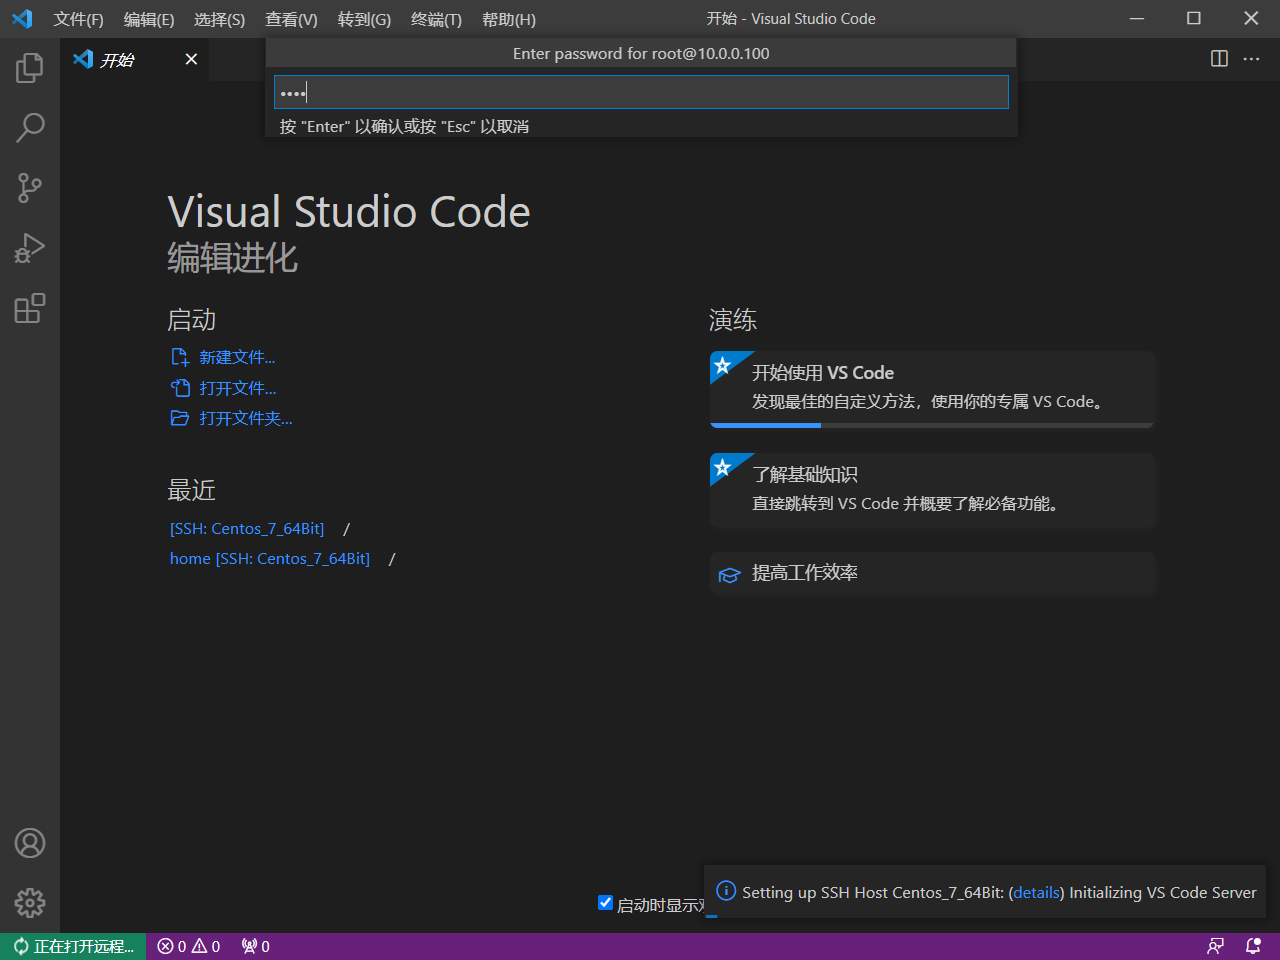 文件(F) 编辑(E) 选择(S) 查看(V) 转到(G) 终端(T) 帮助(H) 开始 - Visual Studio Code
开始
Enter password for root@10.0.0.100
••••
按 "Enter" 以确认或按 "Esc" 以取消
Visual Studio Code
编辑进化
启动
新建文件...
打开文件...
打开文件夹...
最近
[SSH: Centos_7_64Bit] /
home [SSH: Centos_7_64Bit] /
演练
开始使用 VS Code
发现最佳的自定义方法，使用你的专属 VS Code。
了解基础知识
直接跳转到 VS Code 并概要了解必备功能。
提高工作效率
启动时显示
Setting up SSH Host Centos_7_64Bit: (details) Initializing VS Code Server
正在打开远程... 0 0 0